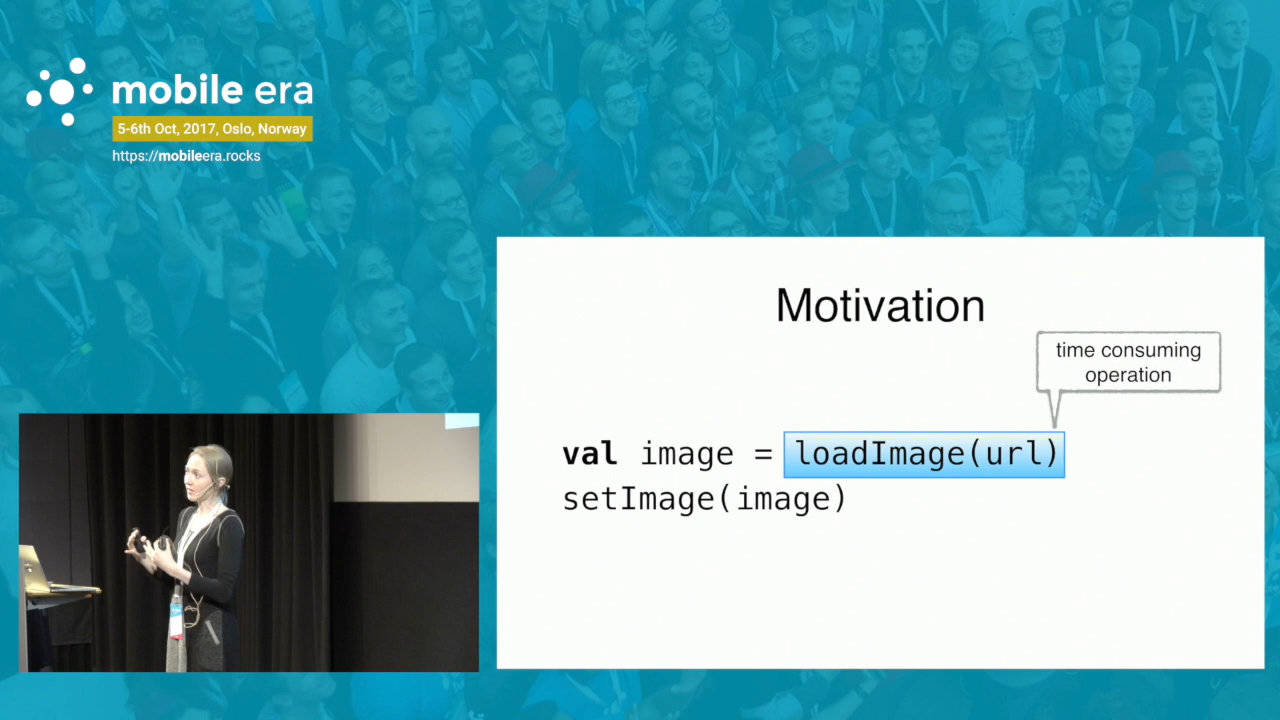 mobile era
5-6th Oct, 2017, Oslo, Norway
https://mobileera.rocks
Motivation
time consuming
operation
val image = loadImage(url)
setImage(image)